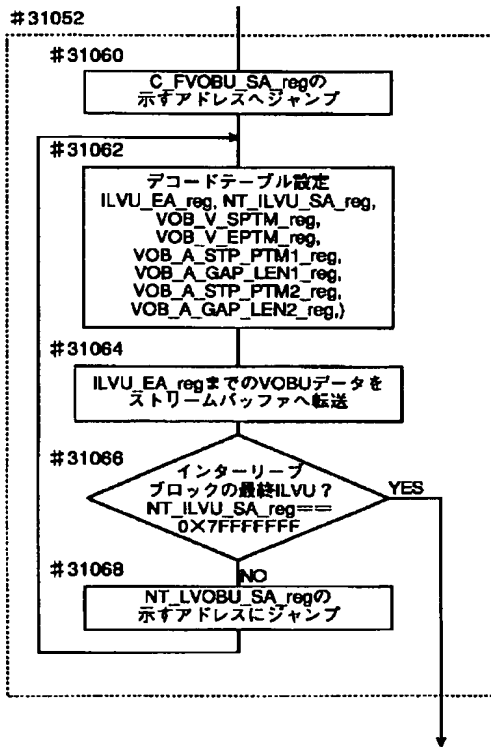 #31052
#31060
C_FVOBU_SA_regの
示すアドレスへジャンプ
#31062
デコードテーブル設定
ILVU_EA_reg, NT_ILVU_SA_reg,
VOB_V_SPTM_reg,
VOB_V_EPTM_reg,
VOB_A_STP_PTM1_reg,
VOB_A_GAP_LEN1_reg,
VOB_A_STP_PTM2_reg,
VOB_A_GAP_LEN2_reg,}
#31064
ILVU_EA_regまでのVOBUデータを
ストリームバッファへ転送
#31066
インターリーブ
ブロックの最終ILVU？
NT_ILVU_SA_reg==
0×7FFFFFFF
YES
NO
#31068
NT_LVOBU_SA_regの
示すアドレスにジャンプ